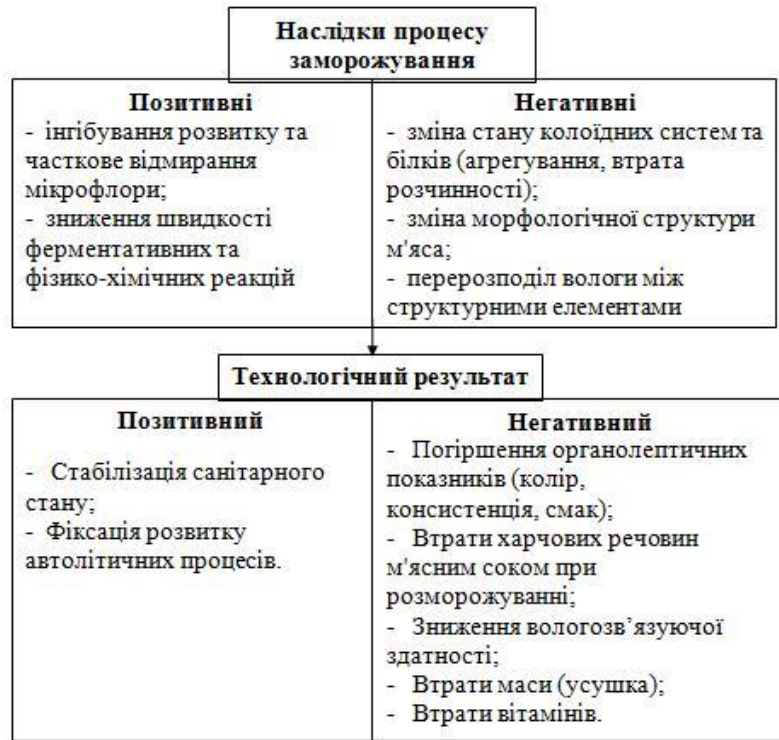 Наслідки процесу
заморожування
Позитивні
- інгібування розвитку та
часткове відмирання
мікрофлори;
- зниження швидкості
ферментативних та
фізико-хімічних реакцій
Негативні
- зміна стану колоїдних систем та
білків (агрегування, втрата
розчинності);
- зміна морфологічної структури
м'яса;
- перерозподіл вологи між
структурними елементами
Технологічний результат
Позитивний
- Стабілізація санітарного
стану;
- Фіксація розвитку
автолітичних процесів.
Негативний
- Погіршення органолептичних
показників (колір,
консистенція, смак);
- Втрати харчових речовин
м'ясним соком при
розморожуванні;
- Зниження вологозв’язуючої
здатності;
- Втрати маси (усушка);
- Втрати вітамінів.